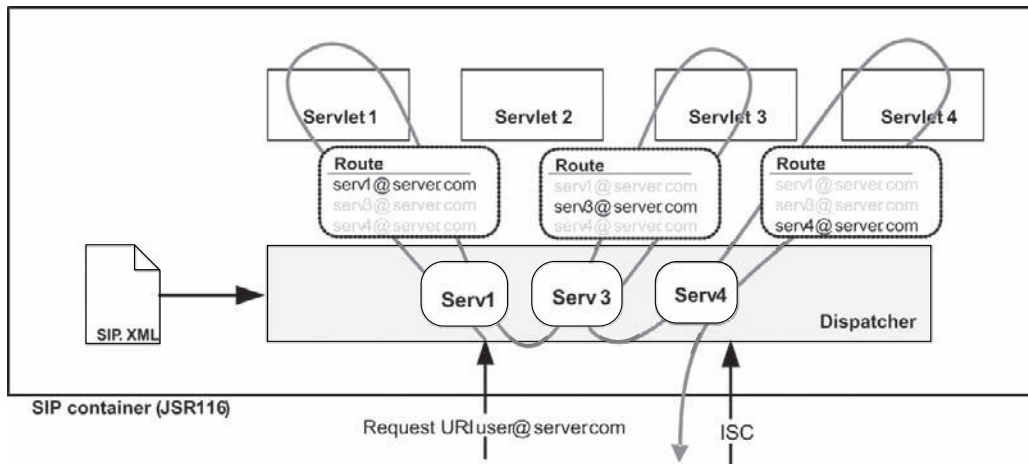 Servlet 1
Servlet 2
Servlet 3
Servlet 4
Route
serv1@server.com
serv3@server.com
serv4@server.com
Route
serv1@server.com
serv3@server.com
serv4@server.com
Route
serv1@server.com
serv3@server.com
serv4@server.com
SIP. XML
Serv1
Serv 3
Serv4
Dispatcher
SIP container (JSR116)
Request URI user@server.com
ISC